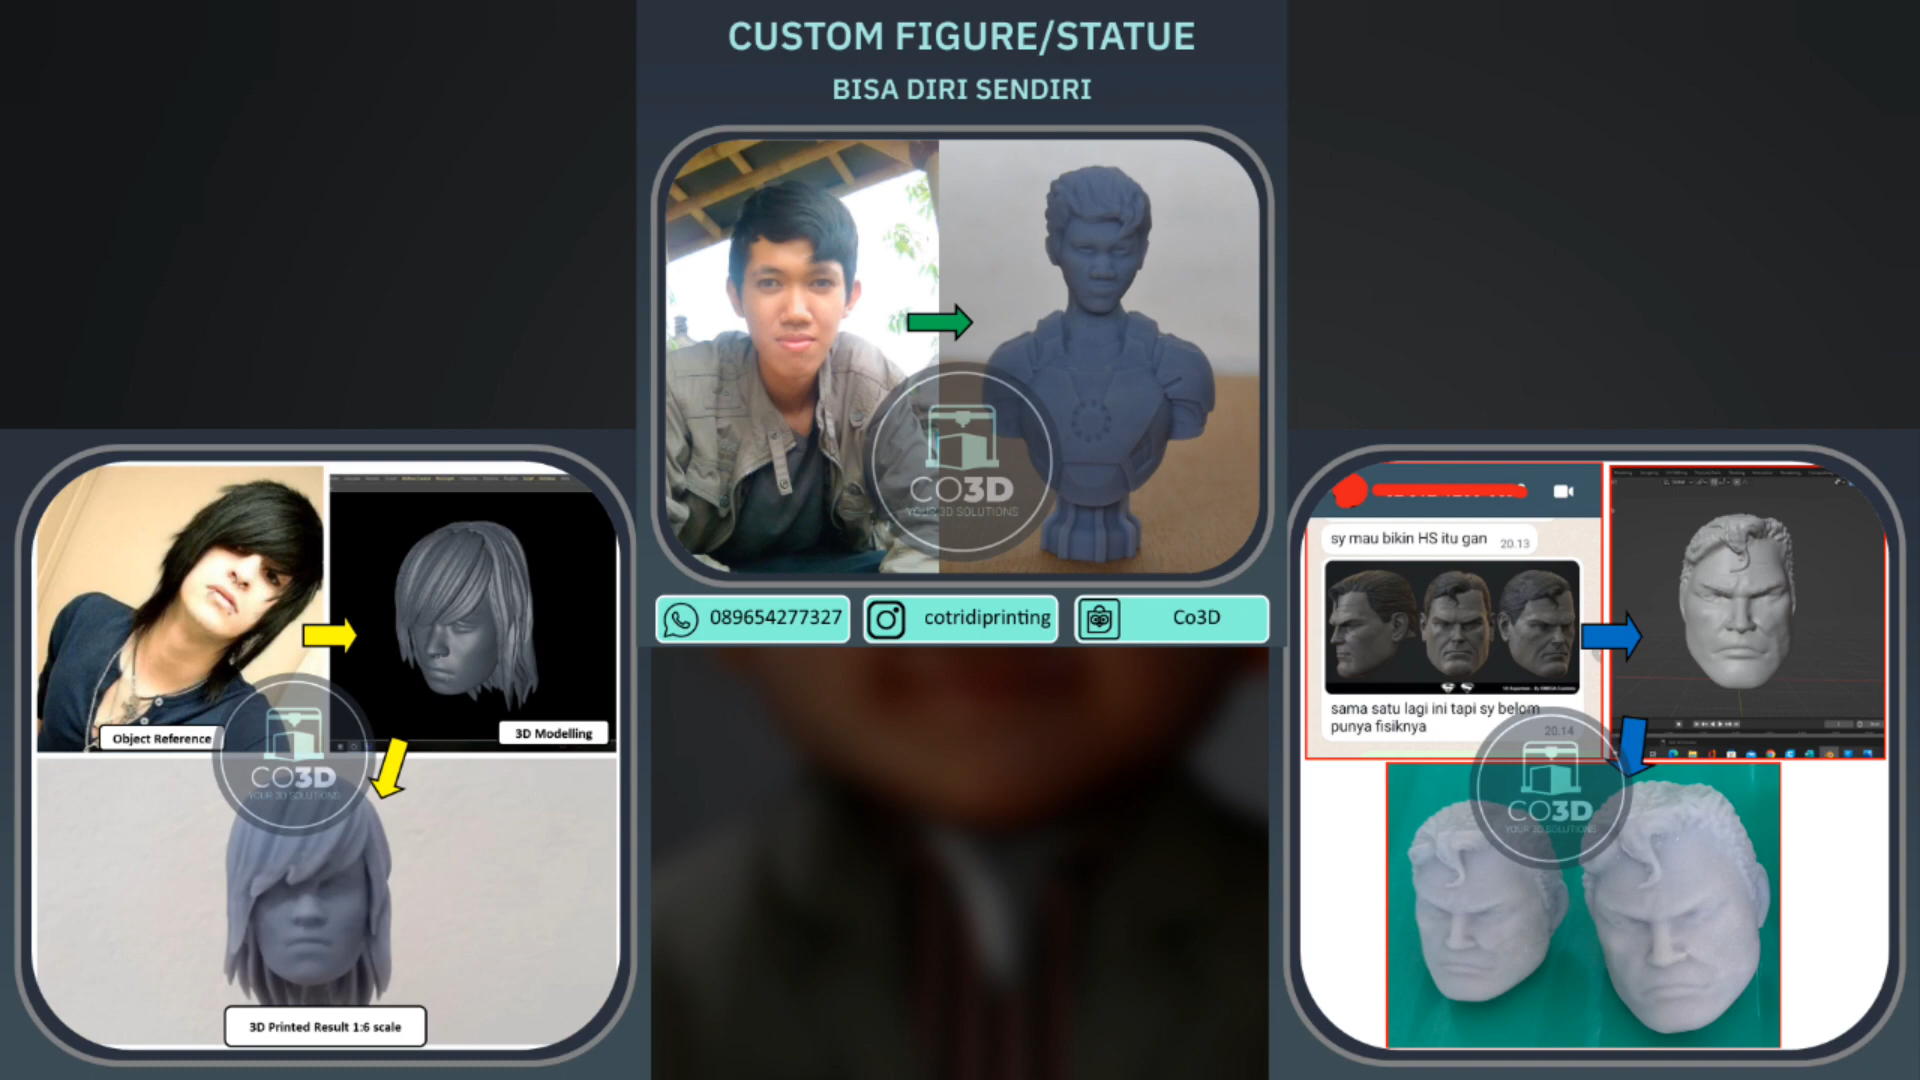 CUSTOM FIGURE/STATUE
BISA DIRI SENDIRI
CO3D
YOUR 3D SOLUTIONS
089654277327
cotridiprinting
Co3D
Object Reference
3D Modelling
CO3D
YOUR 3D SOLUTIONS
3D Printed Result 1:6 scale
sy mau bikin HS itu gan
20.13
sama satu lagi ini tapi sy belom
punya fisiknya
20.14
CO3D
YOUR 3D SOLUTIONS